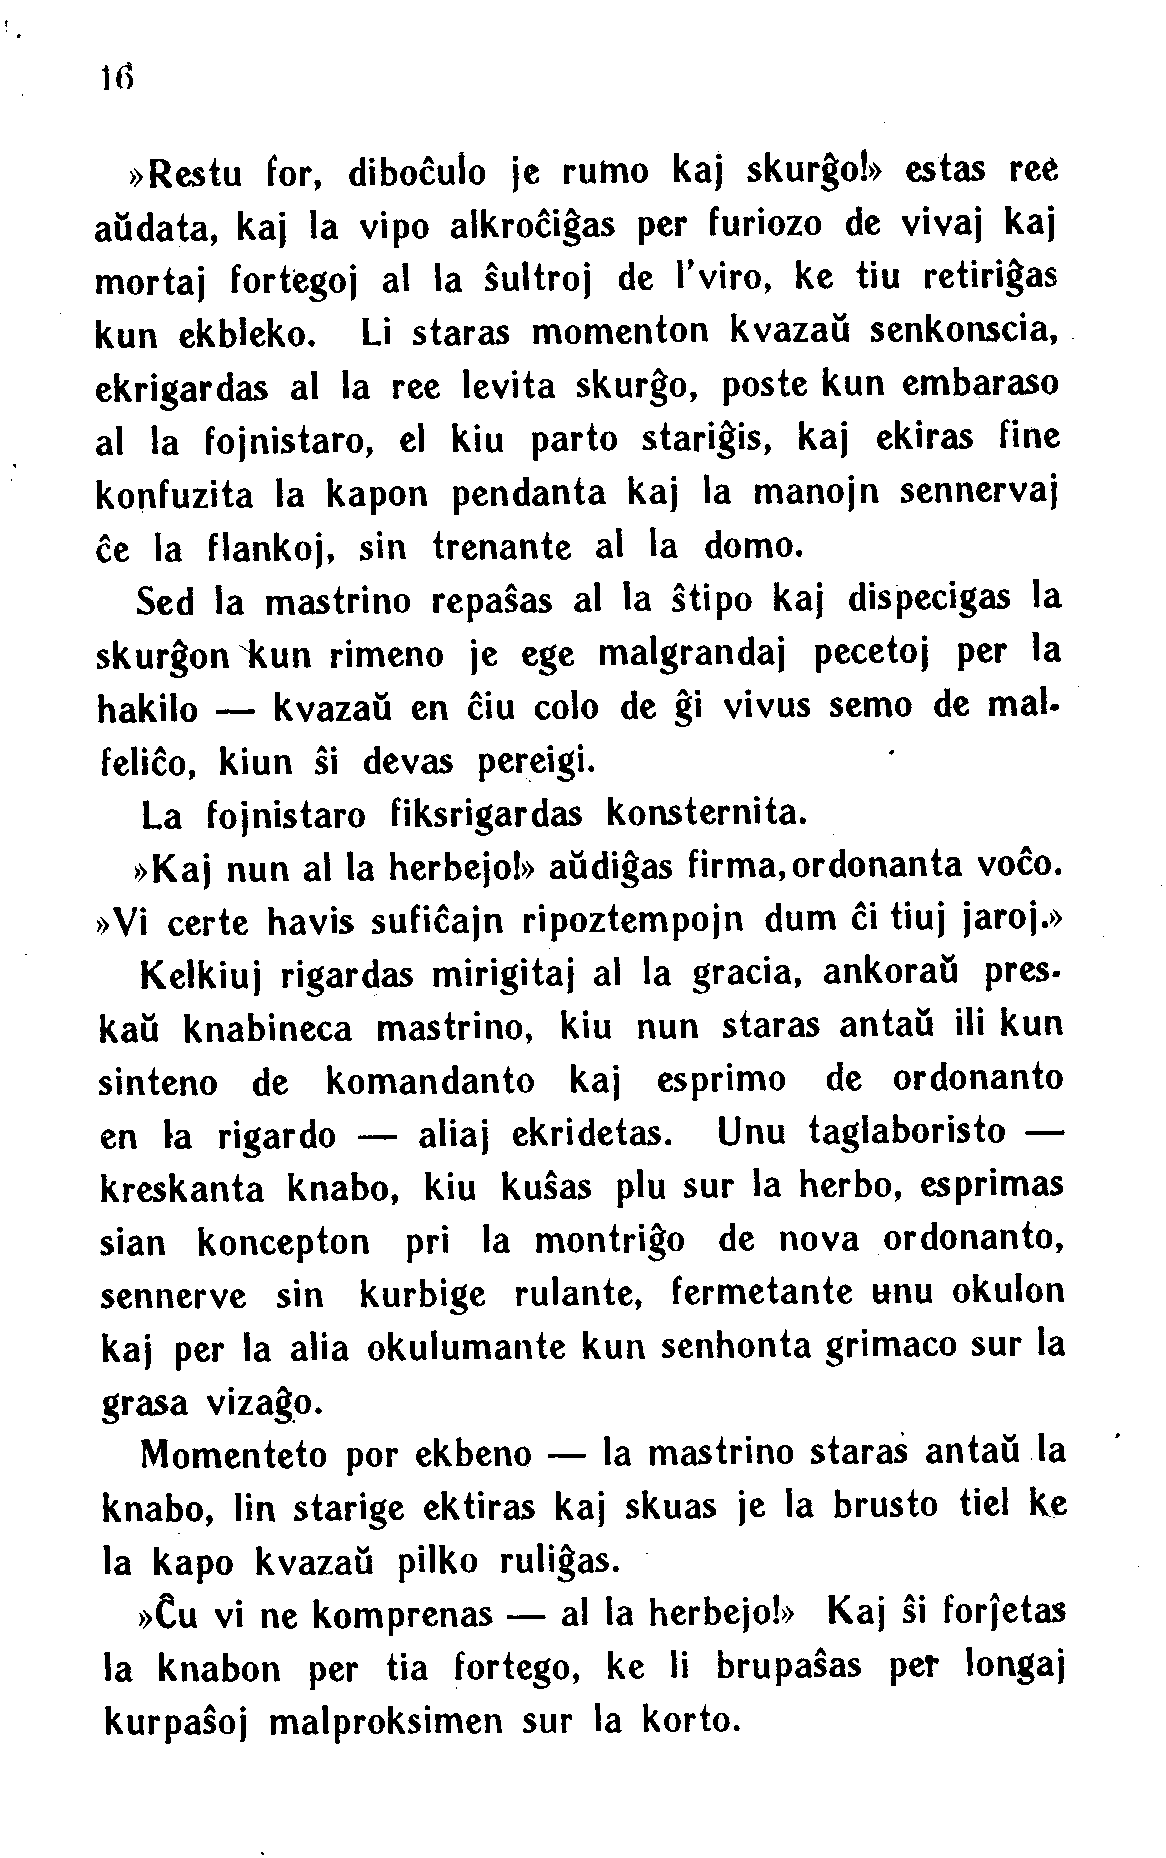 16
»Restu for, diboĉulo je rumo kaj skurĝo!» estas ree
aŭdata, kaj la vipo alkroĉiĝas per furiozo de vivaj kaj
mortaj fortegoj al la ŝultroj de l'viro, ke tiu retiriĝas
kun ekbleko. Li staras momenton kvazaŭ senkonscia,
ekrigardas al la ree levita skurĝo, poste kun embaraso
al la fojnistaro, el kiu parto stariĝis, kaj ekiras fine
konfuzita la kapon pendanta kaj la manojn sennervaj
ĉe la flankoj, sin trenante al la domo.
Sed la mastrino repaŝas al la ŝtipo kaj dispecigas la
skurĝon kun rimeno je ege malgrandaj pecetoj per la
hakilo — kvazaŭ en ĉiu colo de ĝi vivus semo de mal-
feliĉo, kiun ŝi devas pereigi.
La fojnistaro fiksrigardas konsternita.
»Kaj nun al la herbejo!» aŭdiĝas firma, ordonanta voĉo.
»Vi certe havis sufiĉajn ripoztempojn dum ĉi tiuj jaroj.»
Kelkiuj rigardas mirigitaj al la gracia, ankoraŭ pres-
kaŭ knabineca mastrino, kiu nun staras antaŭ ili kun
sinteno de komandanto kaj esprimo de ordonanto
en la rigardo — aliaj ekridetas. Unu taglaboristo —
kreskanta knabo, kiu kuŝas plu sur la herbo, esprimas
sian koncepton pri la montriĝo de nova ordonanto,
sennerve sin kurbige rulante, fermetante unu okulon
kaj per la alia okulumante kun senhonta grimaco sur la
grasa vizaĝo.
Momenteto por ekbeno — la mastrino staras antaŭ la
knabo, lin starige ektiras kaj skuas je la brusto tiel ke
la kapo kvazaŭ pilko ruliĝas.
»Ĉu vi ne komprenas — al la herbejo!» Kaj ŝi forĵetas
la knabon per tia fortego, ke li brupaŝas per longaj
kurpaŝoj malproksimen sur la korto.